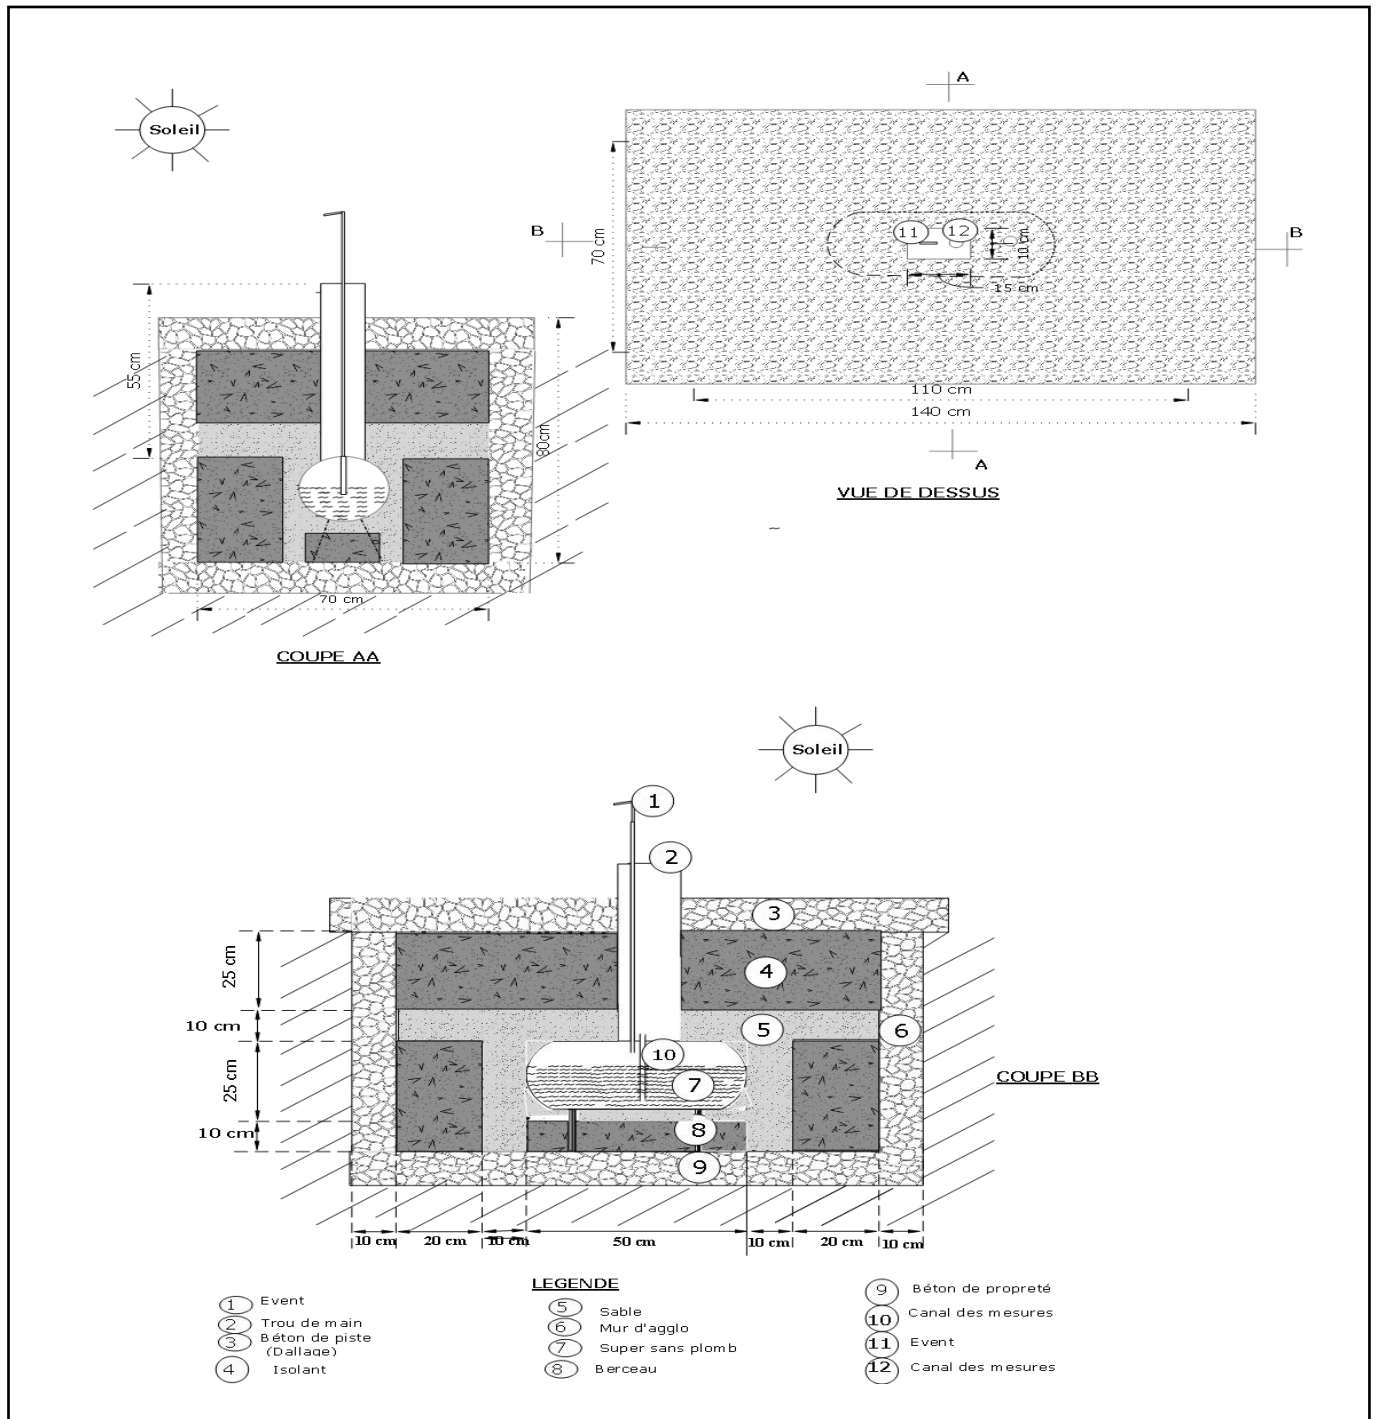 Soleil
A
B
B
70 cm
11
12
10 cm
15 cm
110 cm
140 cm
A
VUE DE DESSUS
55 cm
80cm
70 cm
COUPE AA
Soleil
1
2
3
4
5
6
10
7
8
9
25 cm
10 cm
25 cm
10 cm
COUPE BB
10 cm
20 cm
10 cm
50 cm
10 cm
20 cm
10 cm
LEGENDE
1 Event
2 Trou de main
3 Béton de piste
(Dallage)
4 Isolant
5 Sable
6 Mur d'agglo
7 Super sans plomb
8 Berceau
9 Béton de propreté
10 Canal des mesures
11 Event
12 Canal des mesures